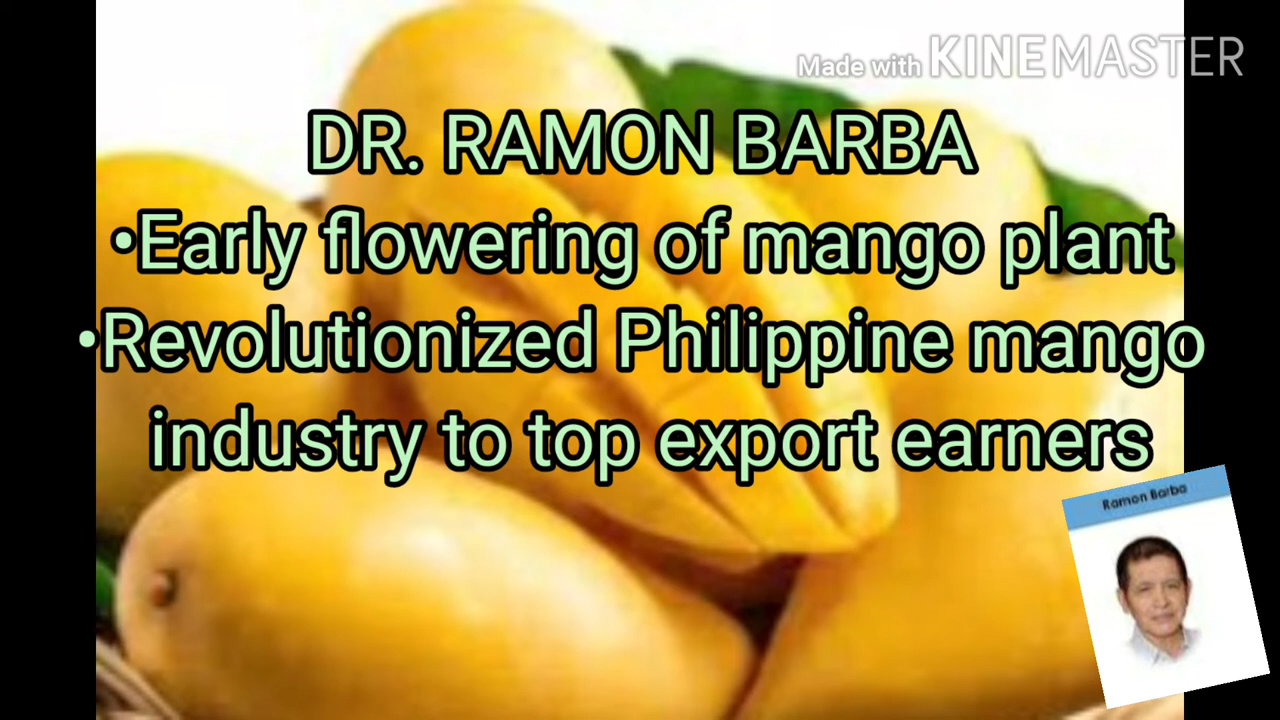 Made with KINEMASTER
DR. RAMON BARBA
•Early flowering of mango plant
•Revolutionized Philippine mango
industry to top export earners
Ramon Barba